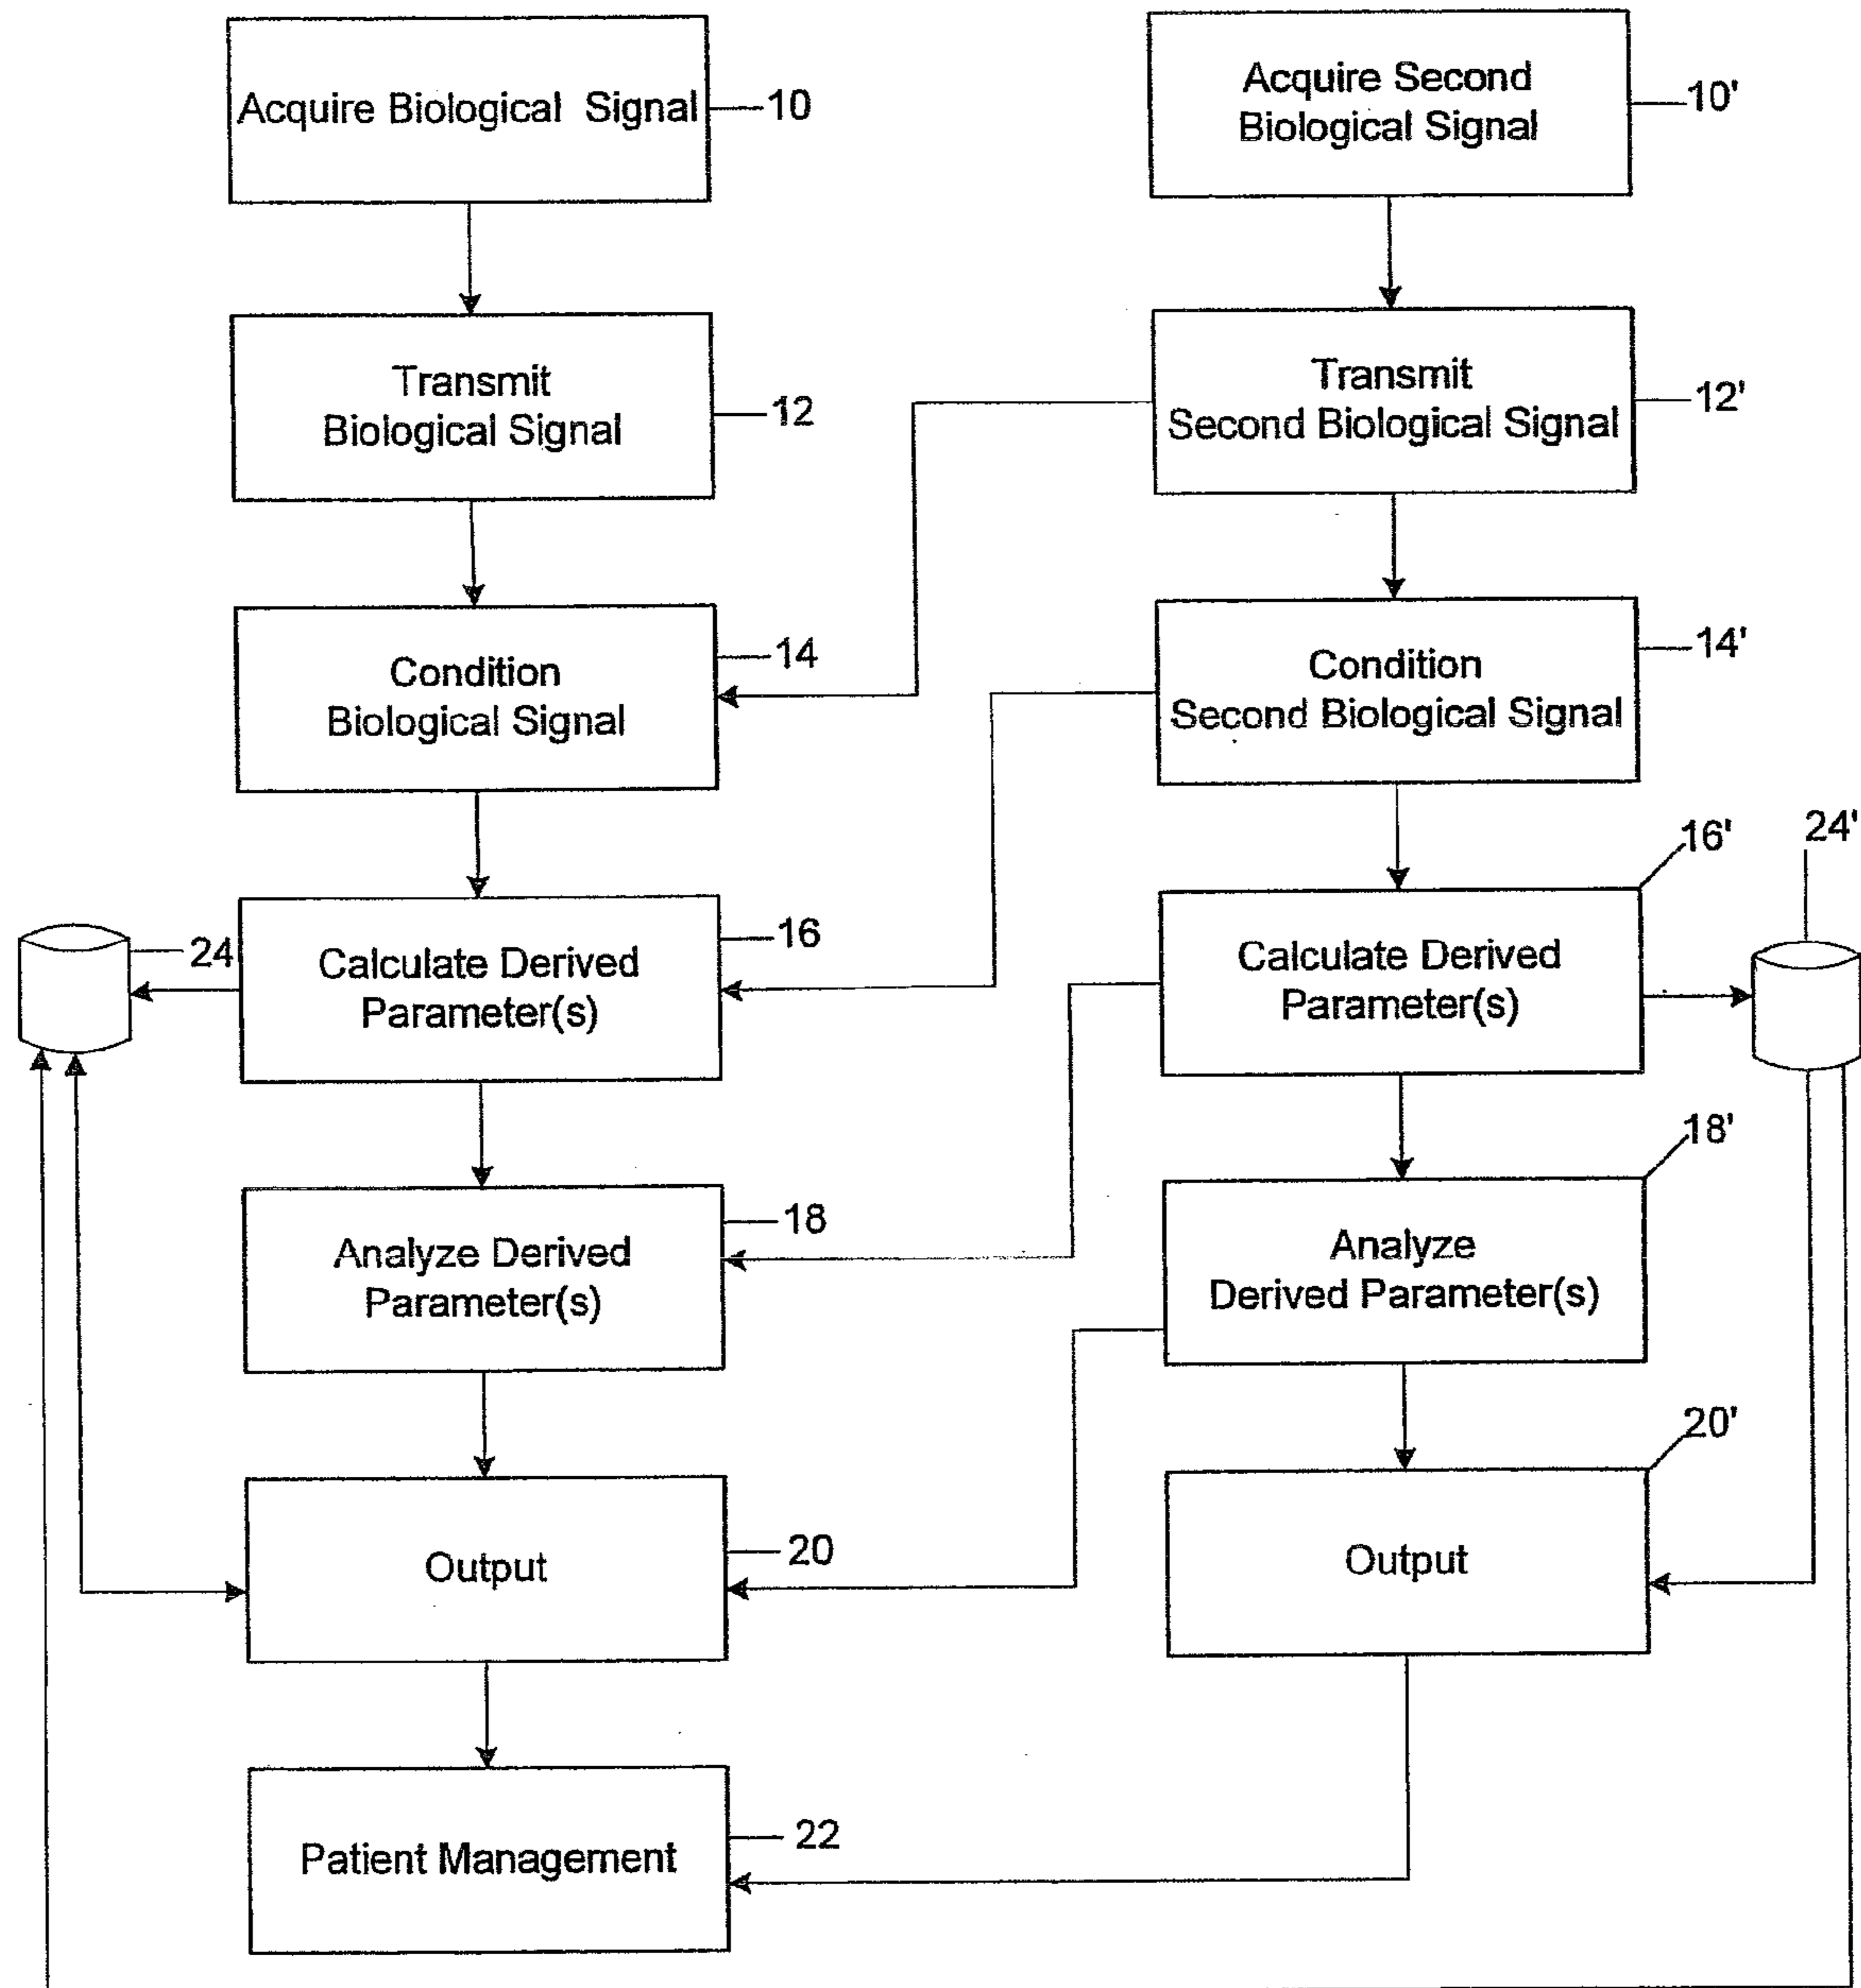 Acquire Biological Signal
10
Acquire Second
Biological Signal
10'
Transmit
Biological Signal
12
Transmit
Second Biological Signal
12'
Condition
Biological Signal
14
Condition
Second Biological Signal
14'
24
Calculate Derived
Parameter(s)
16
Calculate Derived
Parameter(s)
16'
24'
Analyze Derived
Parameter(s)
18
Analyze
Derived Parameter(s)
18'
Output
20
Output
20'
Patient Management
22